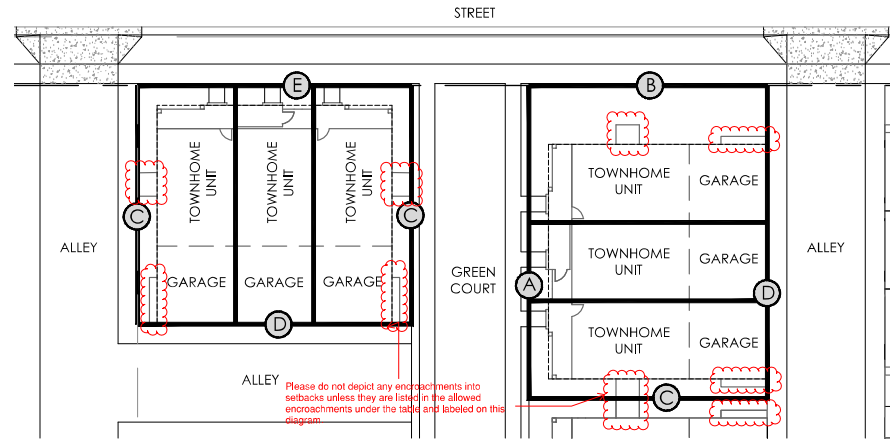 STREET
E
B
TOWNHOME
UNIT
TOWNHOME
UNIT
TOWNHOME
UNIT
TOWNHOME
UNIT
GARAGE
C
C
ALLEY
GREEN
COURT
TOWNHOME
UNIT
GARAGE
ALLEY
GARAGE
GARAGE
GARAGE
A
D
D
TOWNHOME
UNIT
GARAGE
ALLEY
Please do not depict any encroachments into
setbacks unless they are listed in the allowed
encroachments under the table and labeled on this
diagram
C